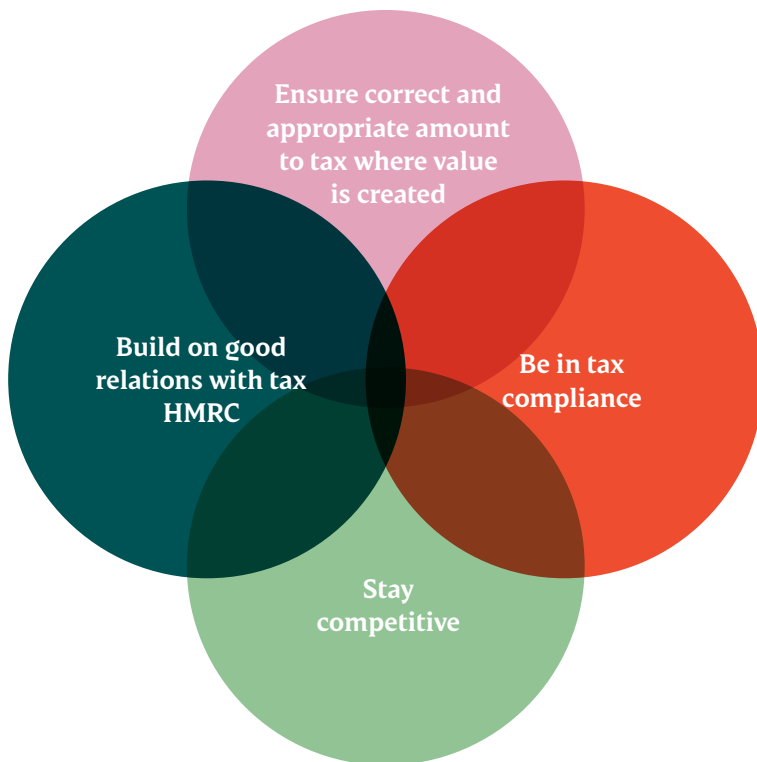 Ensure correct and
appropriate amount
to tax where value
is created
Build on good
relations with tax
HMRC
Be in tax
compliance
Stay
competitive